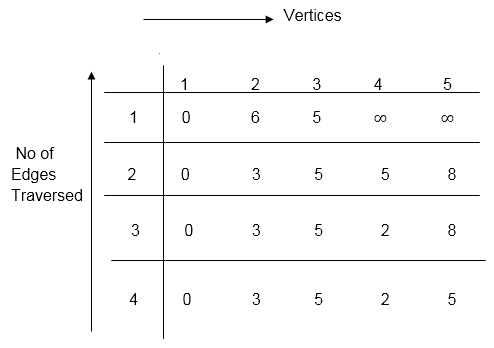 Vertices
1 2 3 4 5
1 0 6 5 ∞ ∞
No of
Edges
Traversed
2 0 3 5 5 8
3 0 3 5 2 8
4 0 3 5 2 5